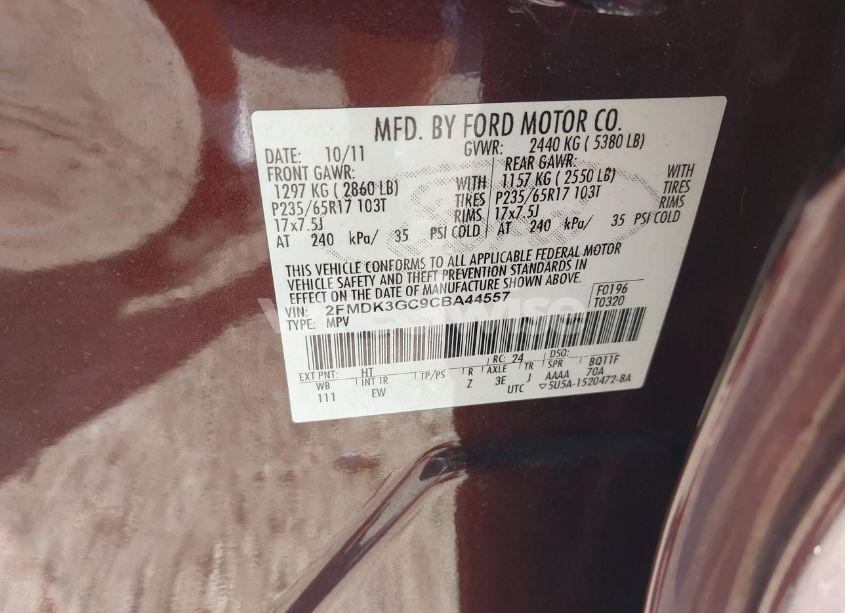 MFD. BY FORD MOTOR CO.
DATE: 10/11 GVWR: 2440 KG ( 5380 LB)
FRONT GAWR: REAR GAWR:
1297 KG ( 2860 LB) WITH 1157 KG ( 2550 LB) WITH
P235/65R17 103T TIRES P235/65R17 103T TIRES
17x7.5J RIMS 17x7.5J RIMS
AT 240 kPa/ 35 PSI COLD AT 240 kPa/ 35 PSI COLD
THIS VEHICLE CONFORMS TO ALL APPLICABLE FEDERAL MOTOR
VEHICLE SAFETY AND THEFT PREVENTION STANDARDS IN
EFFECT ON THE DATE OF MANUFACTURE SHOWN ABOVE.
VIN: 2FMDK3GC9CBA44557 F0196
TYPE: MPV T0320
EXT PNT: HT RC: 24 DSO: BQ1TF
WB INT TR TP/PS R AXLE TR SPR 70A
111 EW Z 3E J AAAA
UTC ▽5U5A-1520472-BA